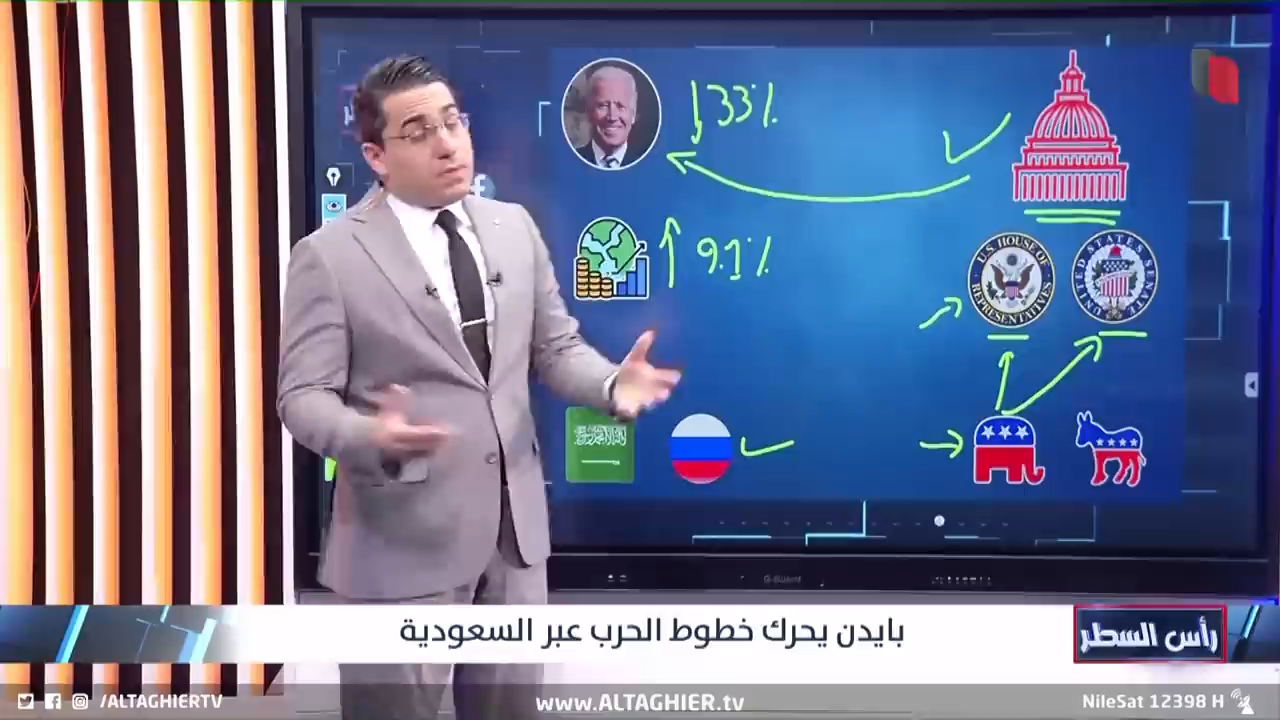 33%
9.1%
U.S. HOUSE OF
REPRESENTATIVES
UNITED STATES SENATE
بايدن يحرك خطوط الحرب عبر السعودية
رأس السطر
/ALTAGHIERTV
www.ALTAGHIER.tv
NileSat 12398 H